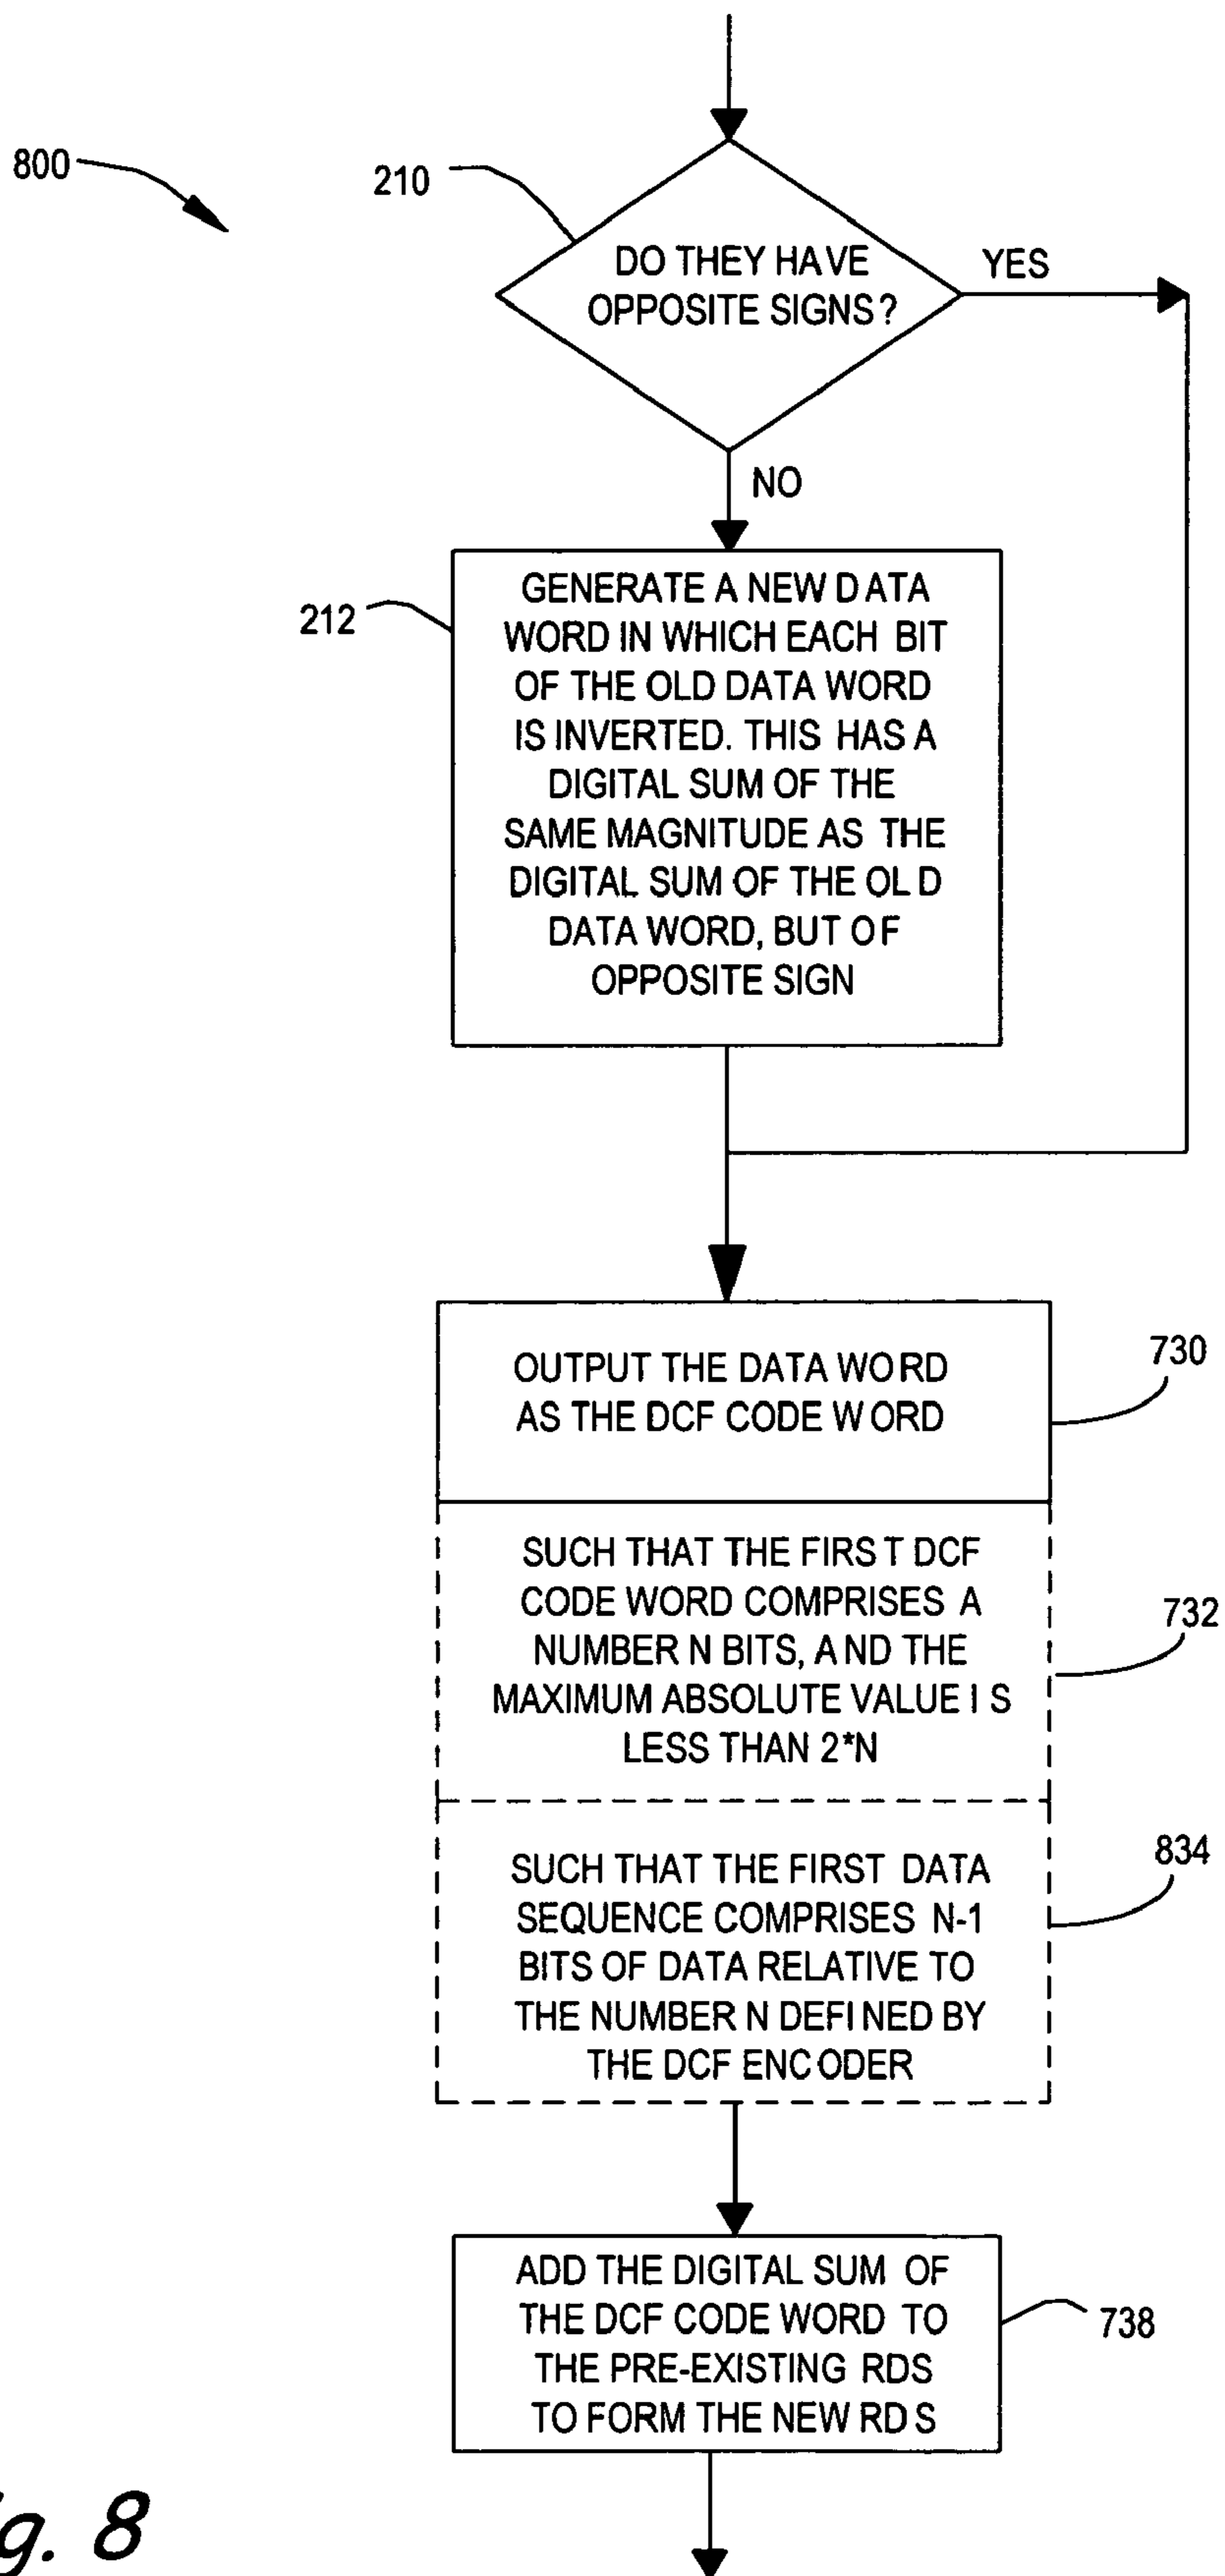 800
210
DO THEY HAVE
OPPOSITE SIGNS?
YES
NO
212
GENERATE A NEW DATA
WORD IN WHICH EACH BIT
OF THE OLD DATA WORD
IS INVERTED. THIS HAS A
DIGITAL SUM OF THE
SAME MAGNITUDE AS THE
DIGITAL SUM OF THE OLD
DATA WORD, BUT OF
OPPOSITE SIGN
OUTPUT THE DATA WORD
AS THE DCF CODE WORD
730
SUCH THAT THE FIRST DCF
CODE WORD COMPRISES A
NUMBER N BITS, AND THE
MAXIMUM ABSOLUTE VALUE IS
LESS THAN 2*N
732
SUCH THAT THE FIRST DATA
SEQUENCE COMPRISES N-1
BITS OF DATA RELATIVE TO
THE NUMBER N DEFINED BY
THE DCF ENCODER
834
ADD THE DIGITAL SUM OF
THE DCF CODE WORD TO
THE PRE-EXISTING RDS
TO FORM THE NEW RDS
738
g. 8